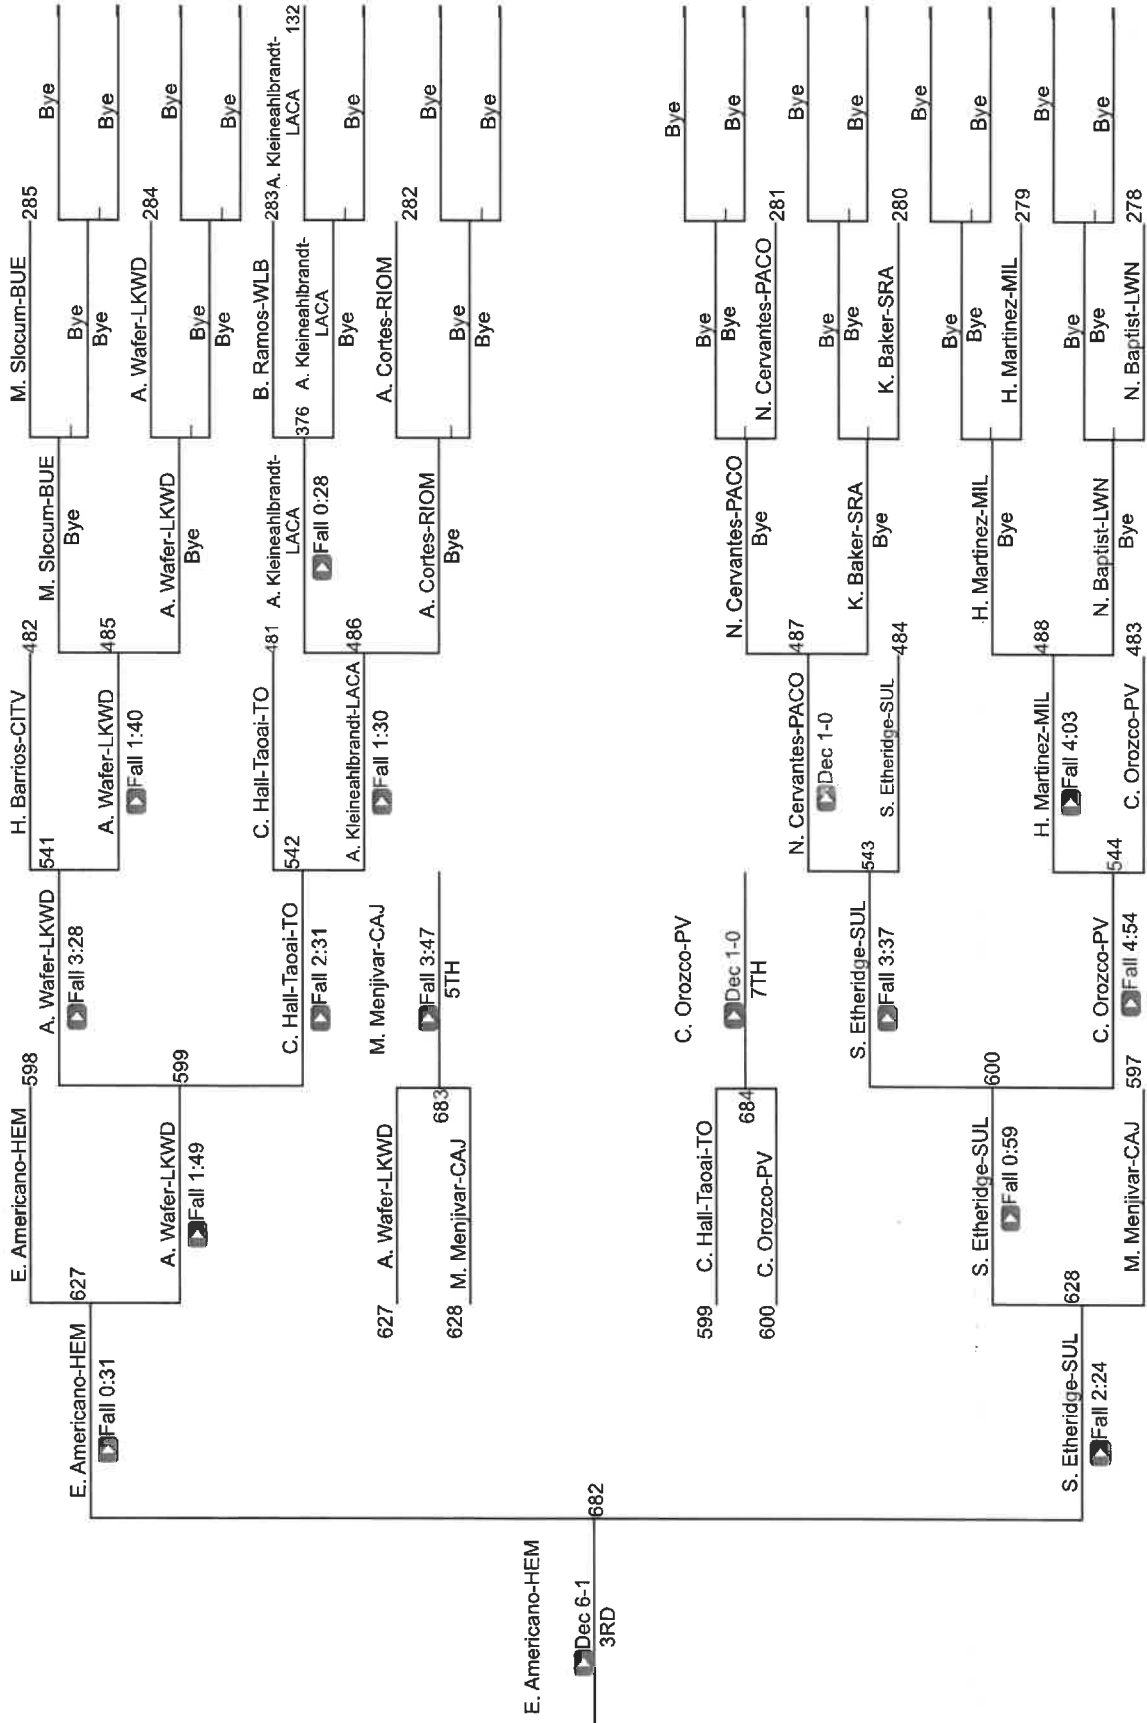 Bye
Bye
Bye
Bye
A. Kleineahlbrandt-
LACA
132
Bye
Bye
Bye
Bye
Bye
Bye
Bye
Bye
Bye
Bye
Bye
M. Slocum-BUE
285
Bye
Bye
A. Wafer-LKWD
284
Bye
Bye
B. Ramos-WLB
283
A. Kleineahlbrandt-
LACA
Bye
A. Cortes-RIOM
282
Bye
Bye
Bye
Bye
N. Cervantes-PACO
281
Bye
Bye
K. Baker-SRA
280
Bye
Bye
H. Martinez-MIL
279
Bye
Bye
N. Baptist-LWN
278
M. Slocum-BUE
Bye
A. Wafer-LKWD
Bye
376
A. Kleineahlbrandt-
LACA
Fall 0:28
A. Cortes-RIOM
Bye
N. Cervantes-PACO
Bye
K. Baker-SRA
Bye
H. Martinez-MIL
Bye
N. Baptist-LWN
Bye
H. Barrios-CITV
482
485
A. Wafer-LKWD
Fall 1:40
C. Hall-Taoai-TO
481
486
A. Kleineahlbrandt-LACA
Fall 1:30
487
N. Cervantes-PACO
Dec 1-0
S. Etheridge-SUL
484
488
H. Martinez-MIL
Fall 4:03
C. Orozco-PV
483
541
A. Wafer-LKWD
Fall 3:28
542
C. Hall-Taoai-TO
Fall 2:31
M. Menjivar-CAJ
Fall 3:47
5TH
C. Orozco-PV
Dec 1-0
7TH
543
S. Etheridge-SUL
Fall 3:37
544
C. Orozco-PV
Fall 4:54
E. Americano-HEM
598
599
A. Wafer-LKWD
Fall 1:49
627
A. Wafer-LKWD
683
628
M. Menjivar-CAJ
599
C. Hall-Taoai-TO
684
600
C. Orozco-PV
600
S. Etheridge-SUL
Fall 0:59
M. Menjivar-CAJ
597
627
E. Americano-HEM
Fall 0:31
628
S. Etheridge-SUL
Fall 2:24
682
E. Americano-HEM
Dec 6-1
3RD